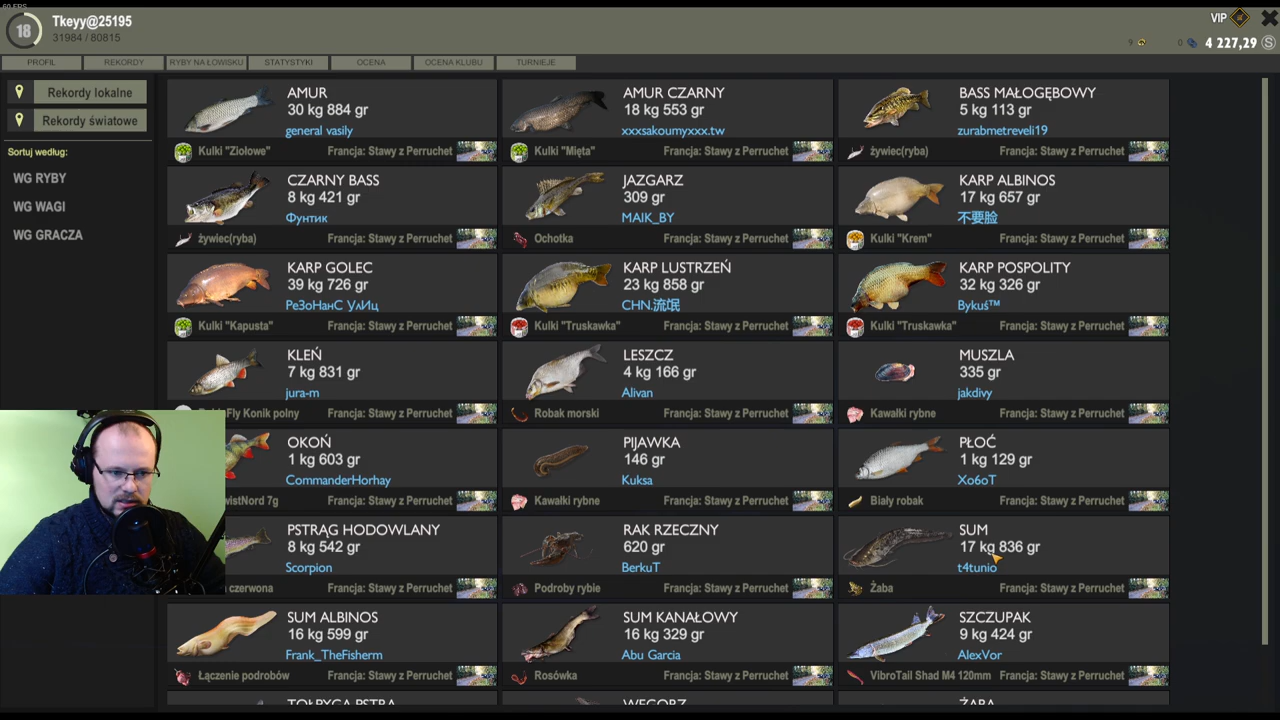 60 FPS
18
Tkeyy@25195
31984 / 80815
VIP
9
0
4 227,29
PROFIL
REKORDY
RYBY NA ŁOWISKU
STATYSTYKI
OCENA
OCENA KLUBU
TURNIEJE
Rekordy lokalne
Rekordy światowe
Sortuj według:
WG RYBY
WG WAGI
WG GRACZA
AMUR
30 kg 884 gr
general vasily
Kulki "Ziołowe" Francja: Stawy z Perruchet
AMUR CZARNY
18 kg 553 gr
xxxsakoumyxxx.tw
Kulki "Mięta" Francja: Stawy z Perruchet
BASS MAŁOGĘBOWY
5 kg 113 gr
zurabmetreveli19
żywiec(ryba) Francja: Stawy z Perruchet
CZARNY BASS
8 kg 421 gr
Фунтик
żywiec(ryba) Francja: Stawy z Perruchet
JAZGARZ
309 gr
MAIK_BY
Ochotka Francja: Stawy z Perruchet
KARP ALBINOS
17 kg 657 gr
不要脸
Kulki "Krem" Francja: Stawy z Perruchet
KARP GOLEC
39 kg 726 gr
РеЗоНанС УлИц
Kulki "Kapusta" Francja: Stawy z Perruchet
KARP LUSTRZEŃ
23 kg 858 gr
CHN.流氓
Kulki "Truskawka" Francja: Stawy z Perruchet
KARP POSPOLITY
32 kg 326 gr
Bykuś™
Kulki "Truskawka" Francja: Stawy z Perruchet
KLEŃ
7 kg 831 gr
jura-m
Fly Konik polny Francja: Stawy z Perruchet
LESZCZ
4 kg 166 gr
Alivan
Robak morski Francja: Stawy z Perruchet
MUSZLA
335 gr
jakdivy
Kawałki rybne Francja: Stawy z Perruchet
OKOŃ
1 kg 603 gr
CommanderHorhay
wistNord 7g Francja: Stawy z Perruchet
PIJAWKA
146 gr
Kuksa
Kawałki rybne Francja: Stawy z Perruchet
PŁOĆ
1 kg 129 gr
Xo6oT
Biały robak Francja: Stawy z Perruchet
PSTRĄG HODOWLANY
8 kg 542 gr
Scorpion
czerwona Francja: Stawy z Perruchet
RAK RZECZNY
620 gr
BerkuT
Podroby rybie Francja: Stawy z Perruchet
SUM
17 kg 836 gr
t4tunio
Żaba Francja: Stawy z Perruchet
SUM ALBINOS
16 kg 599 gr
Frank_TheFisherm
Łączenie podrobów Francja: Stawy z Perruchet
SUM KANAŁOWY
16 kg 329 gr
Abu Garcia
Rosówka Francja: Stawy z Perruchet
SZCZUPAK
9 kg 424 gr
AlexVor
VibroTail Shad M4 120mm Francja: Stawy z Perruchet
TOŁPYGA PSTRA
WĘGORZ
ŻABA